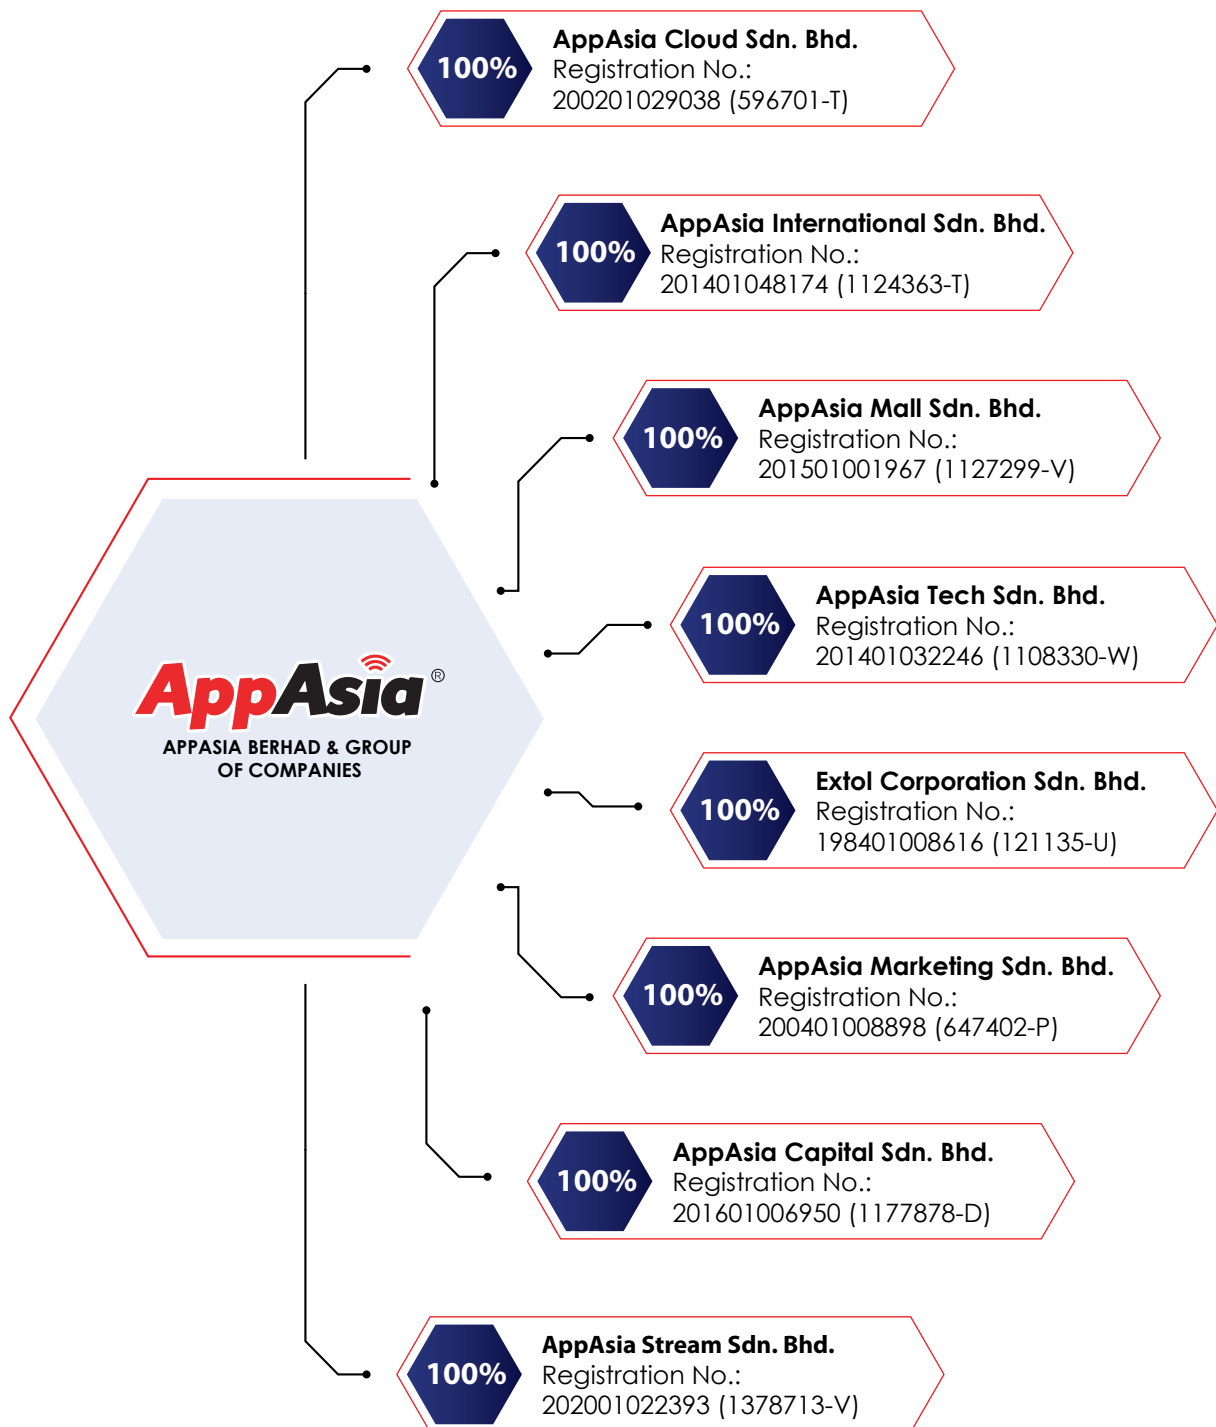 100%
AppAsia Cloud Sdn. Bhd.
Registration No.:
200201029038 (596701-T)
100%
AppAsia International Sdn. Bhd.
Registration No.:
201401048174 (1124363-T)
100%
AppAsia Mall Sdn. Bhd.
Registration No.:
201501001967 (1127299-V)
100%
AppAsia Tech Sdn. Bhd.
Registration No.:
201401032246 (1108330-W)
AppAsia®
APPASIA BERHAD & GROUP
OF COMPANIES
100%
Extol Corporation Sdn. Bhd.
Registration No.:
198401008616 (121135-U)
100%
AppAsia Marketing Sdn. Bhd.
Registration No.:
200401008898 (647402-P)
100%
AppAsia Capital Sdn. Bhd.
Registration No.:
201601006950 (1177878-D)
100%
AppAsia Stream Sdn. Bhd.
Registration No.:
202001022393 (1378713-V)